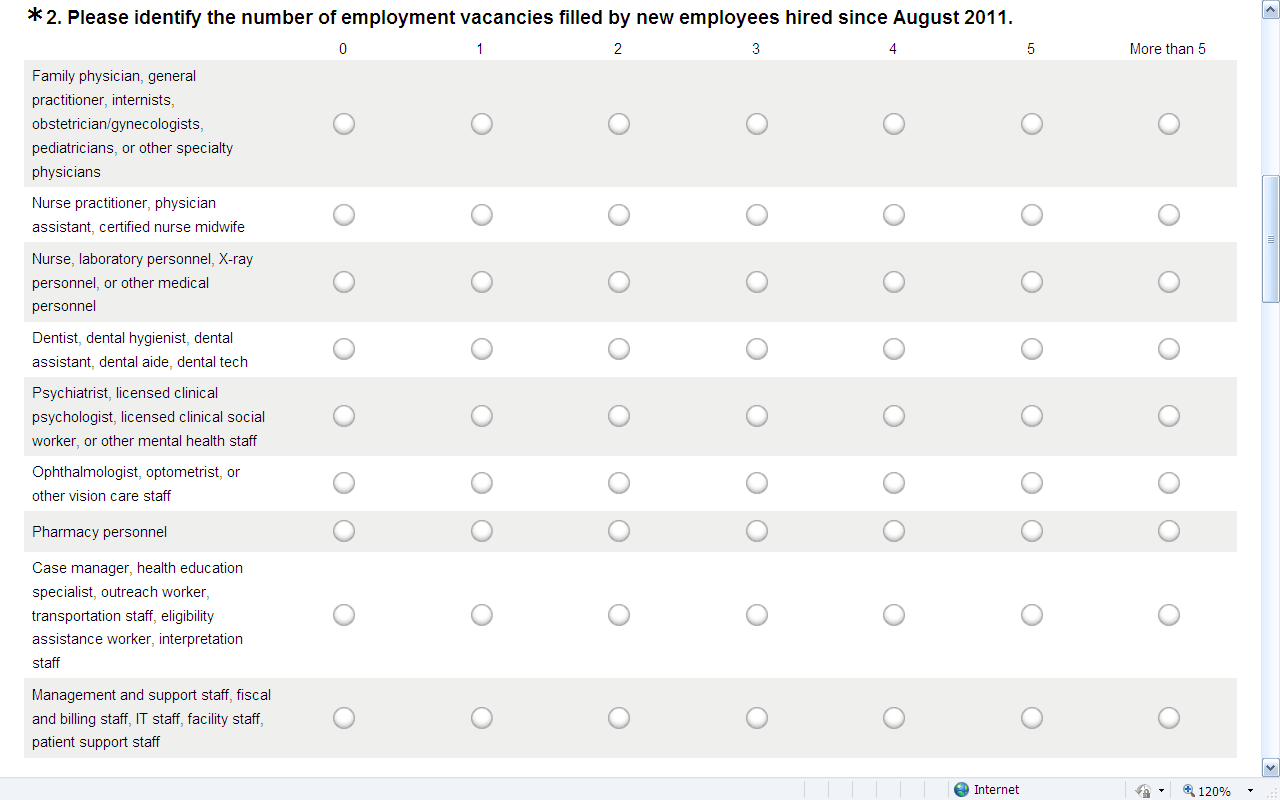 *2. Please identify the number of employment vacancies filled by new employees hired since August 2011.
0 1 2 3 4 5 More than 5
Family physician, general
practitioner, internists,
obstetrician/gynecologists,
pediatricians, or other specialty
physicians
Nurse practitioner, physician
assistant, certified nurse midwife
Nurse, laboratory personnel, X-ray
personnel, or other medical
personnel
Dentist, dental hygienist, dental
assistant, dental aide, dental tech
Psychiatrist, licensed clinical
psychologist, licensed clinical social
worker, or other mental health staff
Ophthalmologist, optometrist, or
other vision care staff
Pharmacy personnel
Case manager, health education
specialist, outreach worker,
transportation staff, eligibility
assistance worker, interpretation
staff
Management and support staff, fiscal
and billing staff, IT staff, facility staff,
patient support staff
Internet 120%